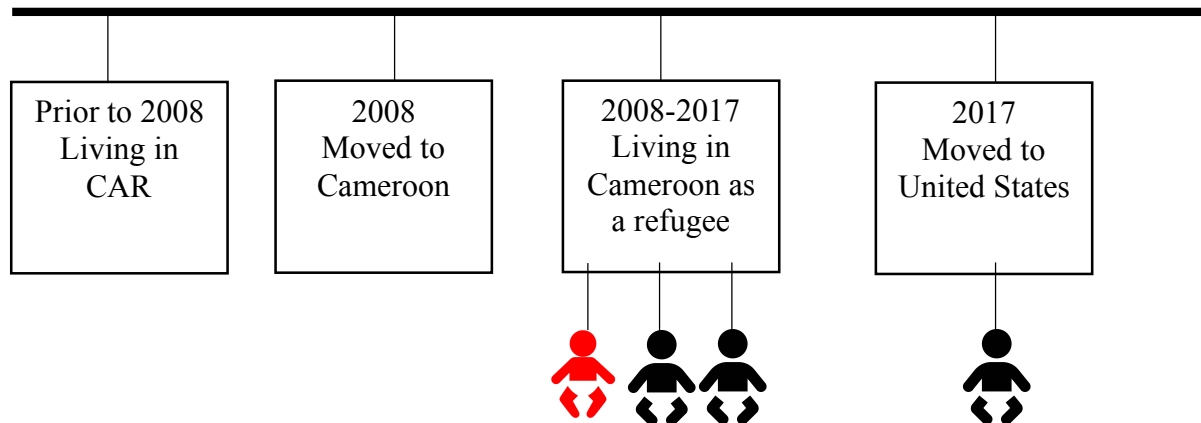 Prior to 2008
Living in
CAR
2008
Moved to
Cameroon
2008-2017
Living in
Cameroon as
a refugee
2017
Moved to
United States